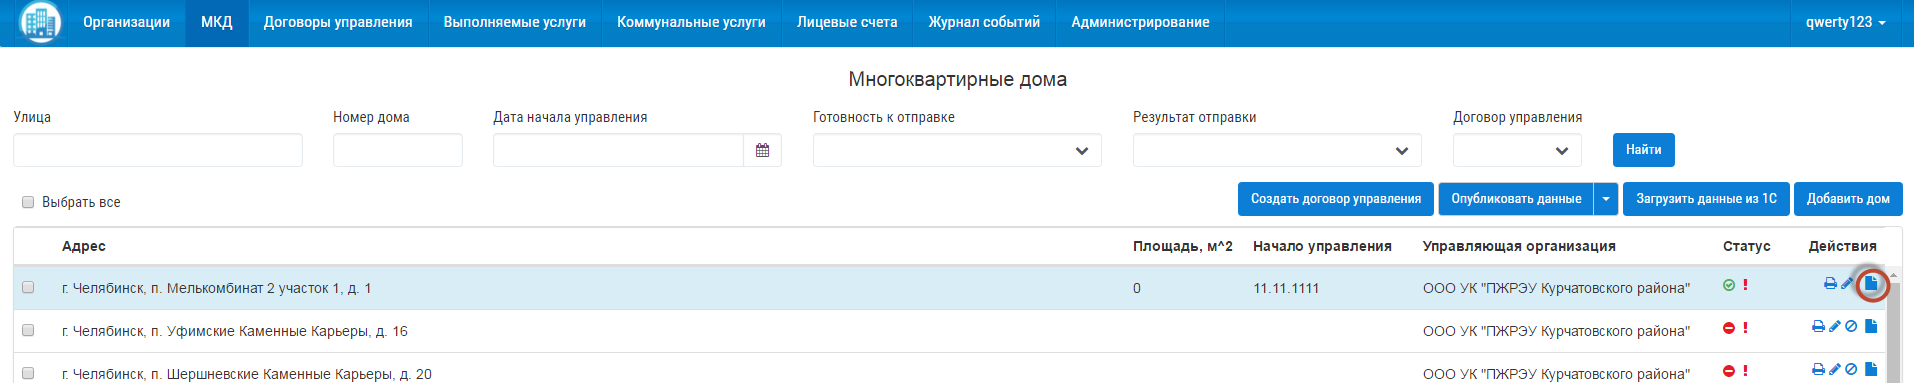 Организации МКД Договоры управления Выполняемые услуги Коммунальные услуги Лицевые счета Журнал событий Администрирование qwerty123
Многоквартирные дома
Улица Номер дома Дата начала управления Готовность к отправке Результат отправки Договор управления
Найти
Выбрать все Создать договор управления Опубликовать данные Загрузить данные из 1С Добавить дом
Адрес Площадь, м^2 Начало управления Управляющая организация Статус Действия
г. Челябинск, п. Мелькомбинат 2 участок 1, д. 1 0 11.11.1111 ООО УК "ПЖРЭУ Курчатовского района"
г. Челябинск, п. Уфимские Каменные Карьеры, д. 16 ООО УК "ПЖРЭУ Курчатовского района"
г. Челябинск, п. Шершневские Каменные Карьеры, д. 20 ООО УК "ПЖРЭУ Курчатовского района"